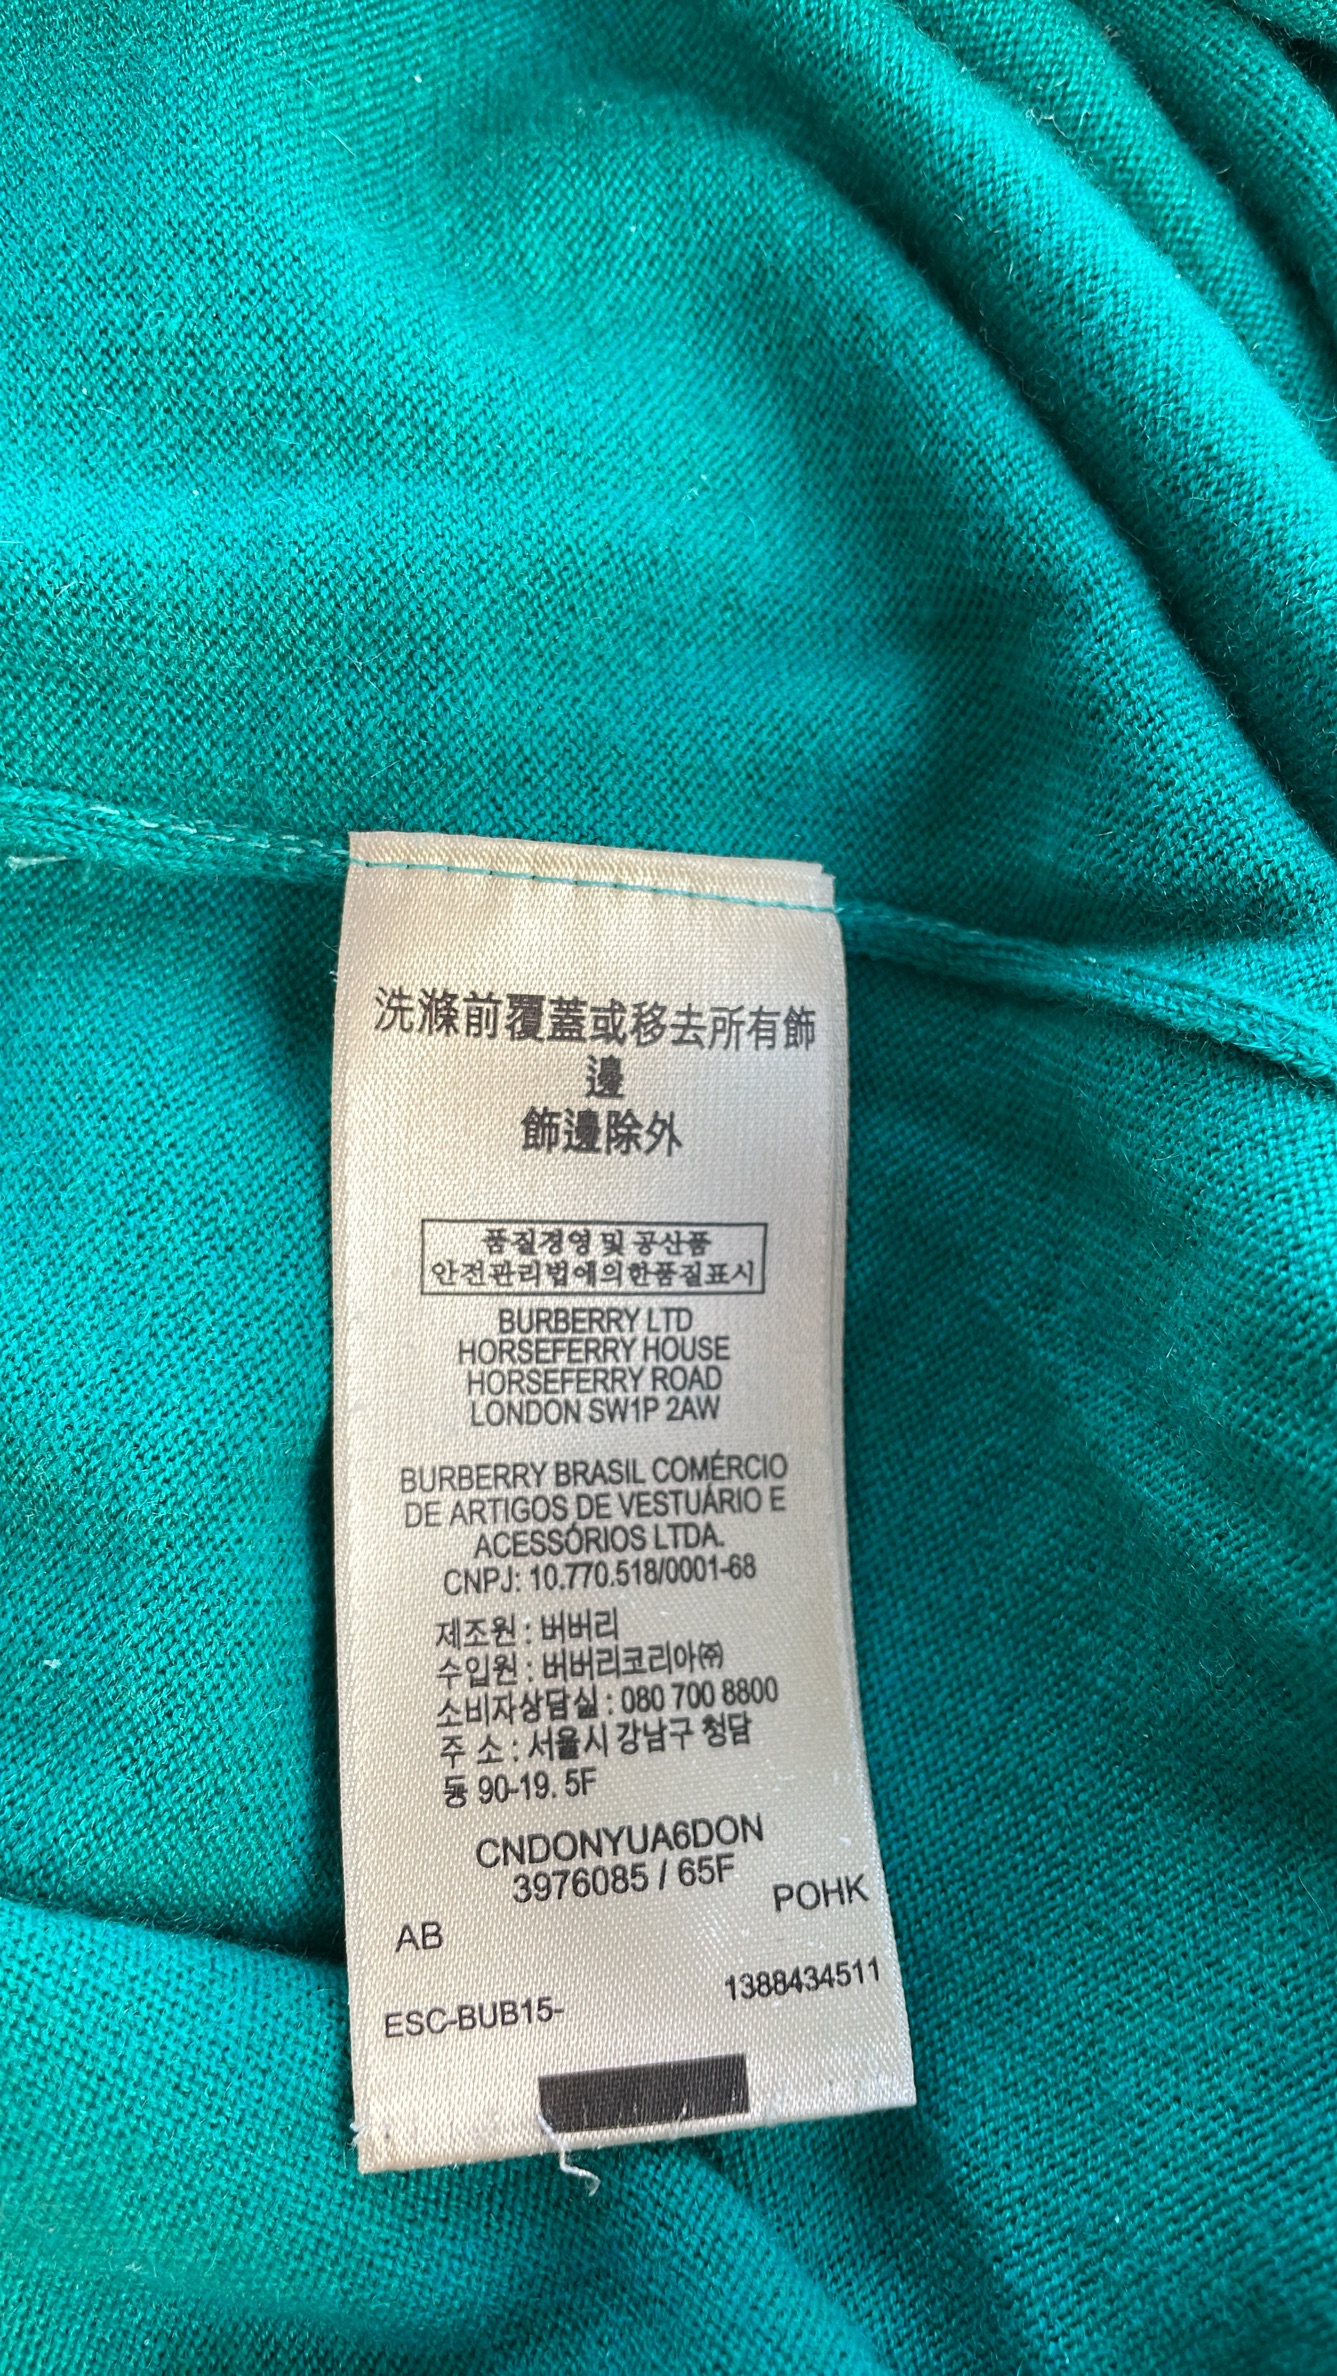 洗滌前覆蓋或移去所有飾
邊
飾邊除外
품질경영 및 공산품
안전관리법에의한품질표시
BURBERRY LTD
HORSEFERRY HOUSE
HORSEFERRY ROAD
LONDON SW1P 2AW
BURBERRY BRASIL COMÉRCIO
DE ARTIGOS DE VESTUÁRIO E
ACESSÓRIOS LTDA.
CNPJ: 10.770.518/0001-68
제조원 : 버버리
수입원 : 버버리코리아㈜
소비자상담실 : 080 700 8800
주 소 : 서울시 강남구 청담
동 90-19. 5F
CNDONYUA6DON
3976085 / 65F
AB POHK
ESC-BUB15- 1388434511